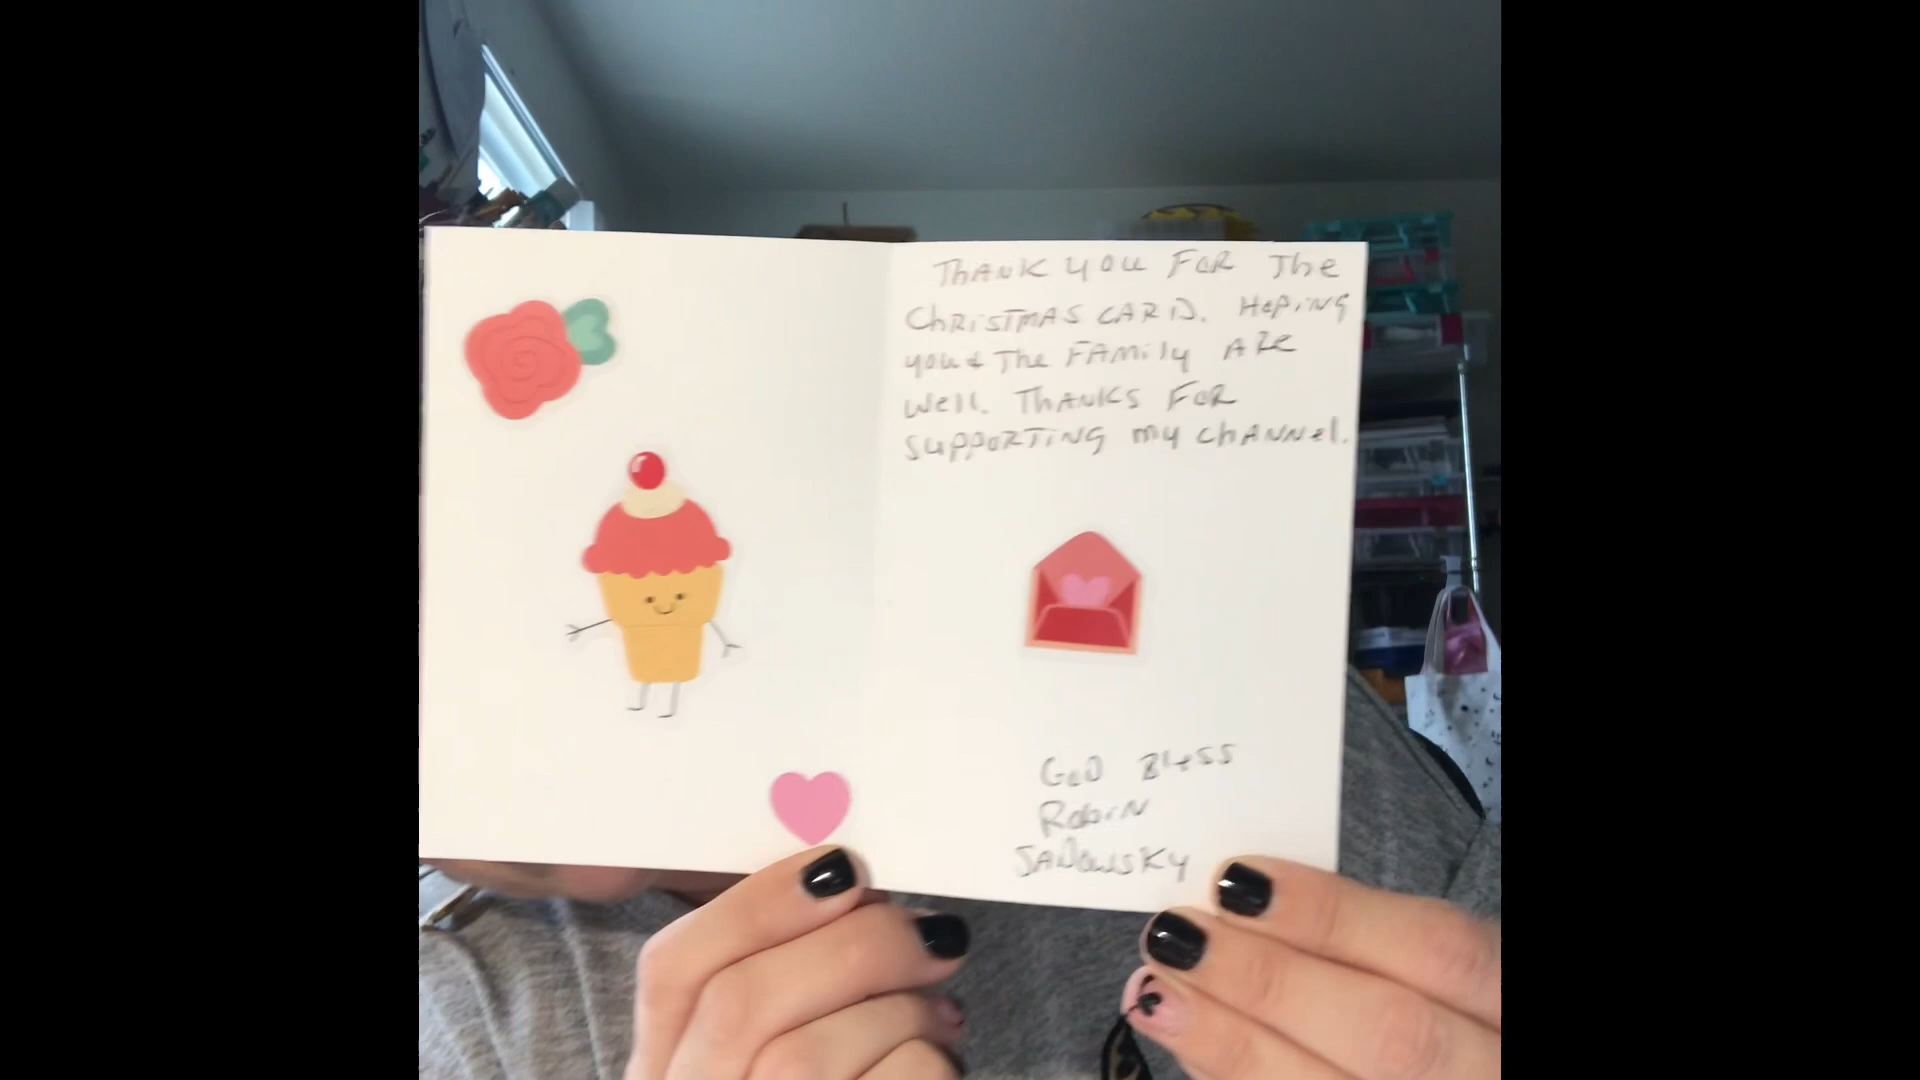 THANK YOU FOR The
ChRiSTMAS CARD. HOPiNG
you & The FAMily ARE
Well. ThANKS FOR
SuPPORTiNG my ChANNel.
GOD Bless
RobiN
SADowsKy